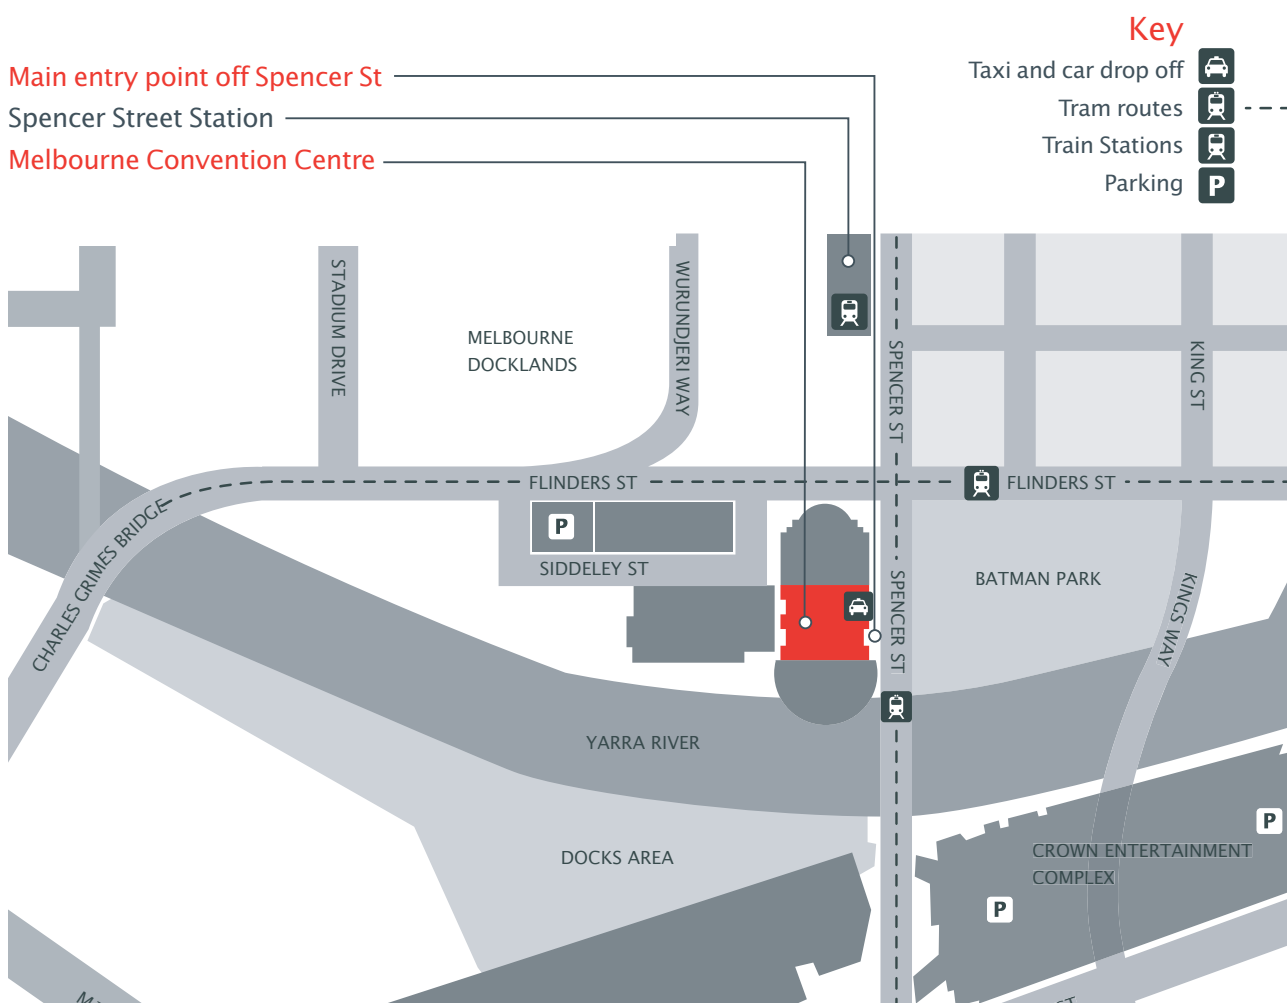 Key
Main entry point off Spencer St
Taxi and car drop off
Spencer Street Station
Tram routes
Melbourne Convention Centre
Train Stations
Parking
P
STADIUM DRIVE
WURUNDJERI WAY
MELBOURNE
DOCKLANDS
SPENCER ST
KING ST
FLINDERS ST
FLINDERS ST
CHARLES GRIMES BRIDGE
P
SIDDELEY ST
SPENCER ST
BATMAN PARK
KINGS WAY
YARRA RIVER
P
DOCKS AREA
CROWN ENTERTAINMENT
COMPLEX
P